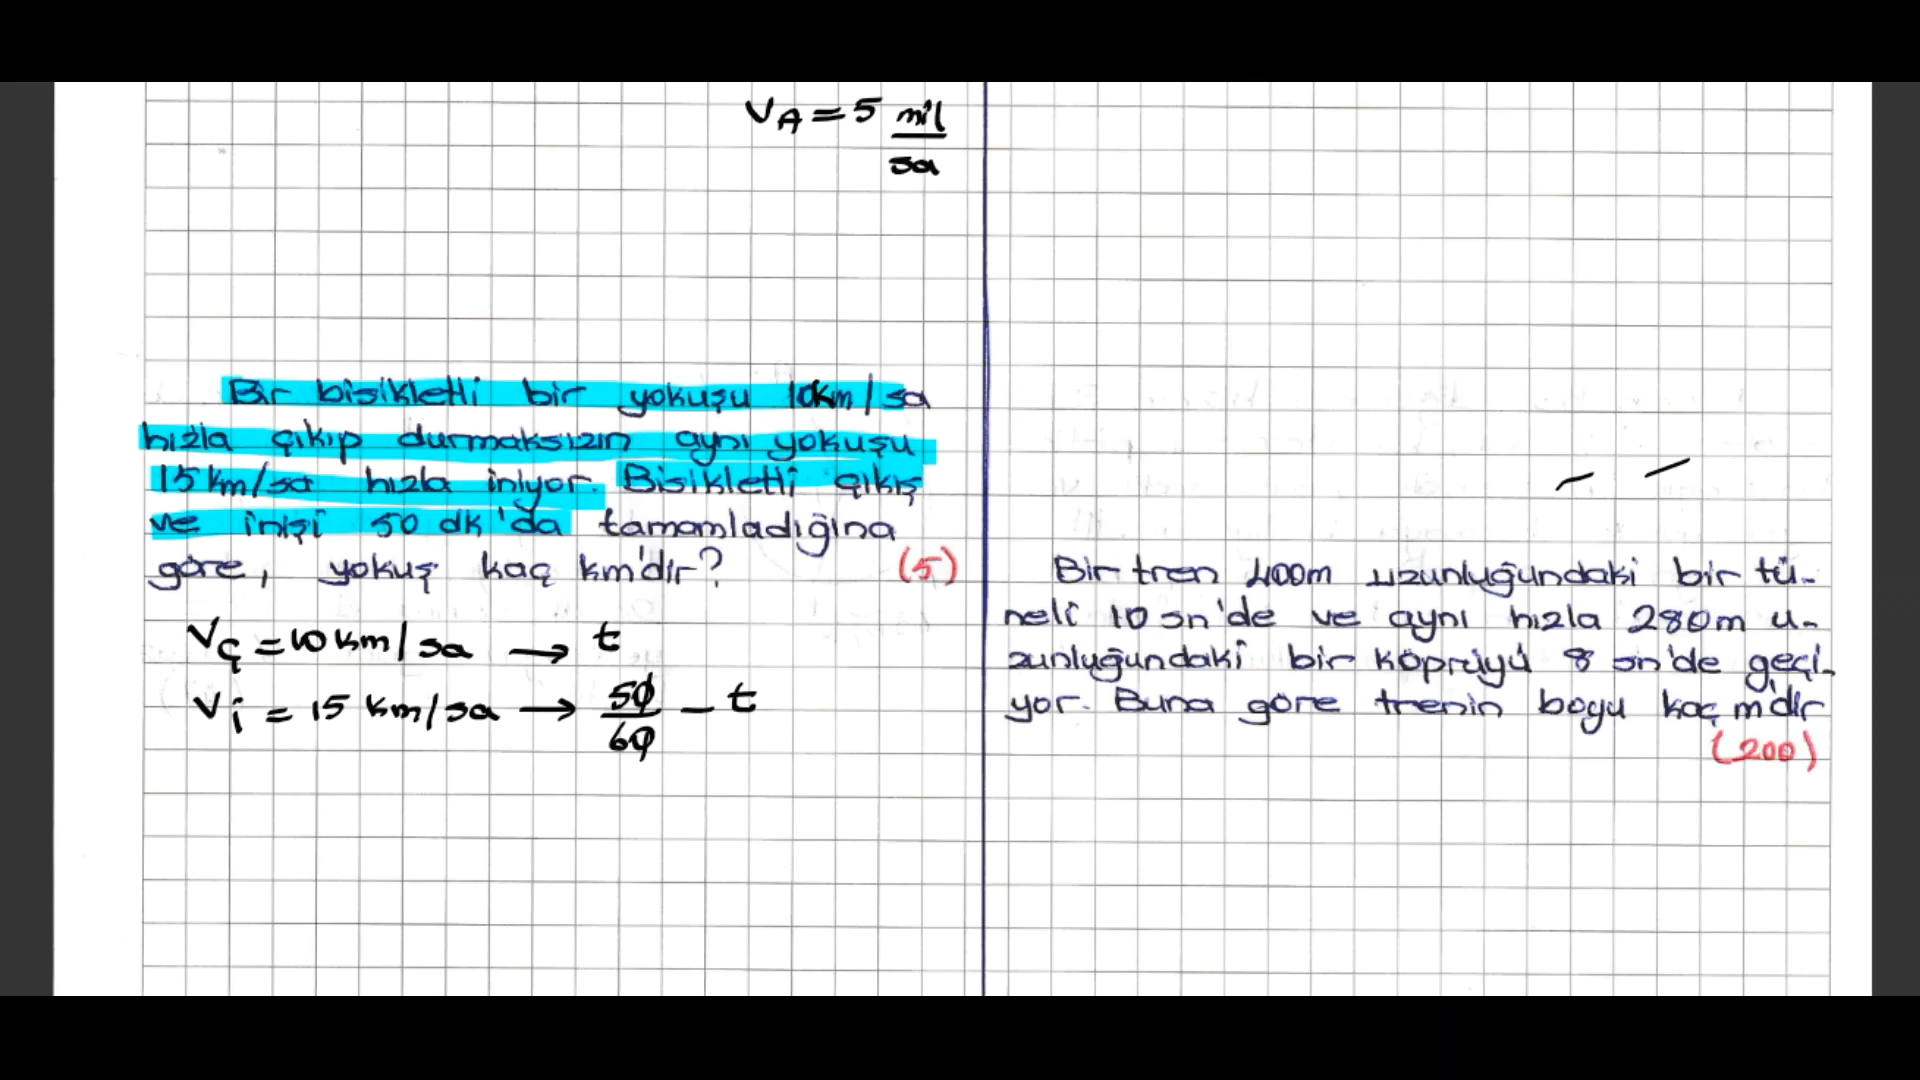 V_A = 5 mil/sa
Bir bisikletli bir yokuşu 10km/sa
hızla çıkıp durmaksızın aynı yokuşu
15km/sa hızla iniyor. Bisikletli çıkış
ve inişi 50 dk'da tamamladığına
göre, yokuş kaç km'dir? (5)
V_ç = 10 km/sa → t
V_i = 15 km/sa → 50/60 - t
Bir tren 400m uzunluğundaki bir tü-
neli 10 sn'de ve aynı hızla 280m u-
zunluğundaki bir köprüyü 8 sn'de geçi-
yor. Buna göre trenin boyu kaç m'dir
(200)